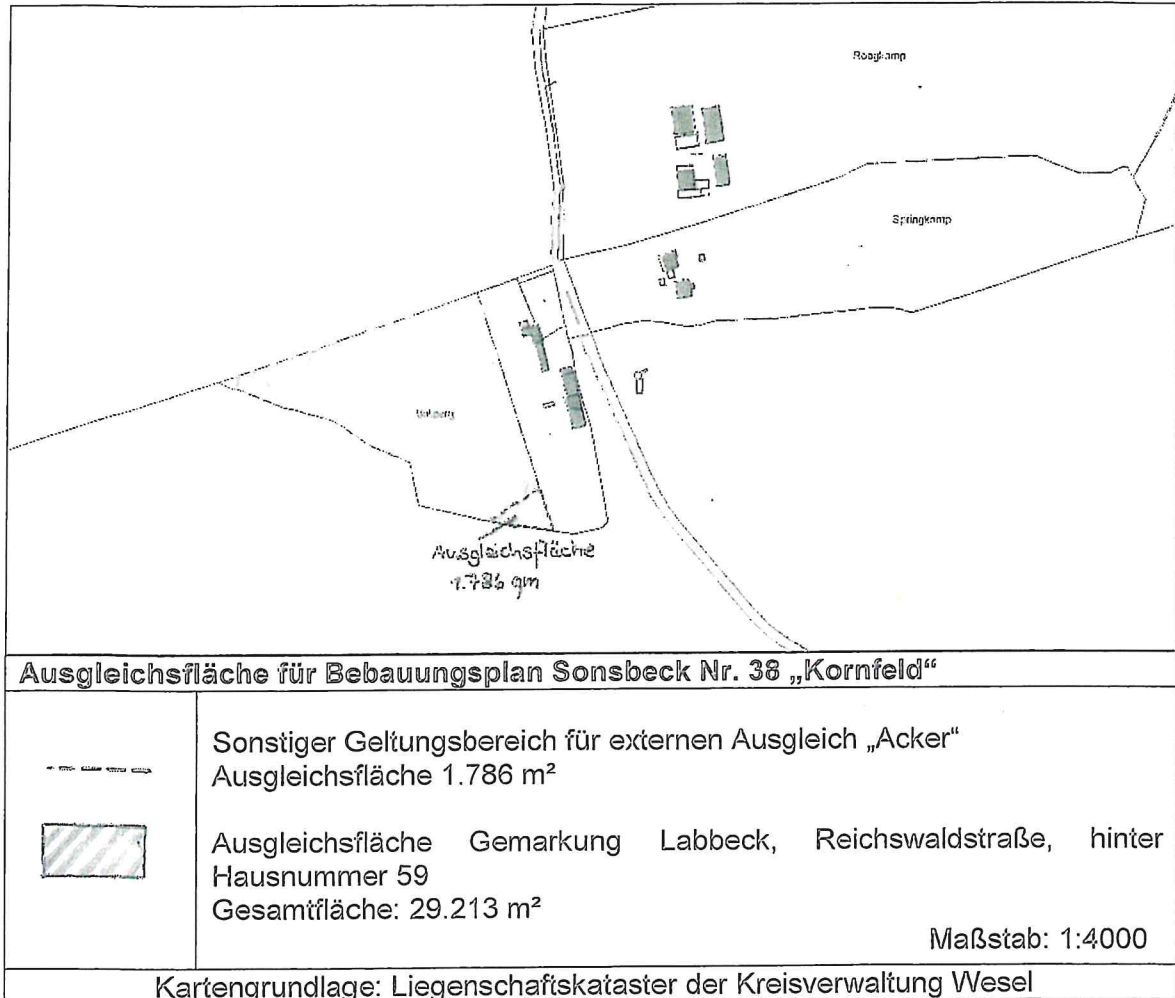 Roogkamp
Springkamp
Ausgleichsfläche
1.786 qm
Ausgleichsfläche für Bebauungsplan Sonsbeck Nr. 38 „Kornfeld“
Sonstiger Geltungsbereich für externen Ausgleich „Acker“
Ausgleichsfläche 1.786 m²
Ausgleichsfläche Gemarkung Labbeck, Reichswaldstraße, hinter
Hausnummer 59
Gesamtfläche: 29.213 m²
Maßstab: 1:4000
Kartengrundlage: Liegenschaftskataster der Kreisverwaltung Wesel